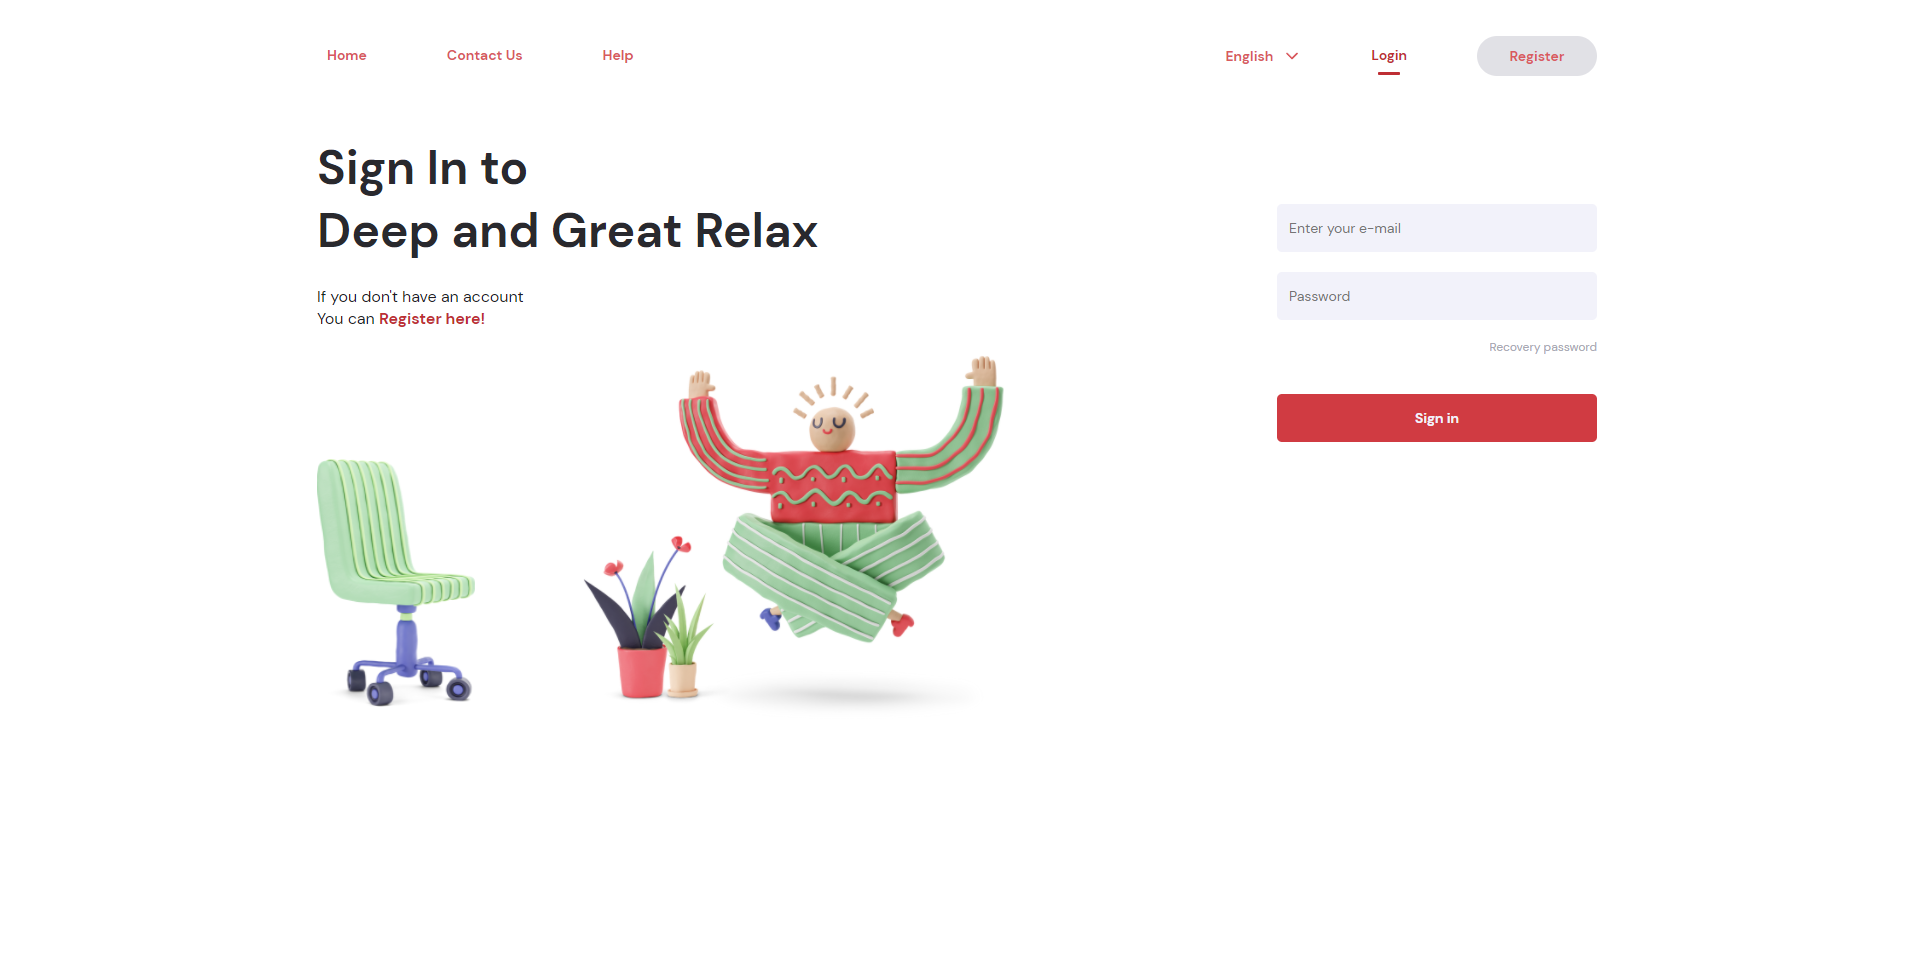 Home
Contact Us
Help
English
Login
Register
Sign In to
Deep and Great Relax
If you don't have an account
You can Register here!
Enter your e-mail
Password
Recovery password
Sign in